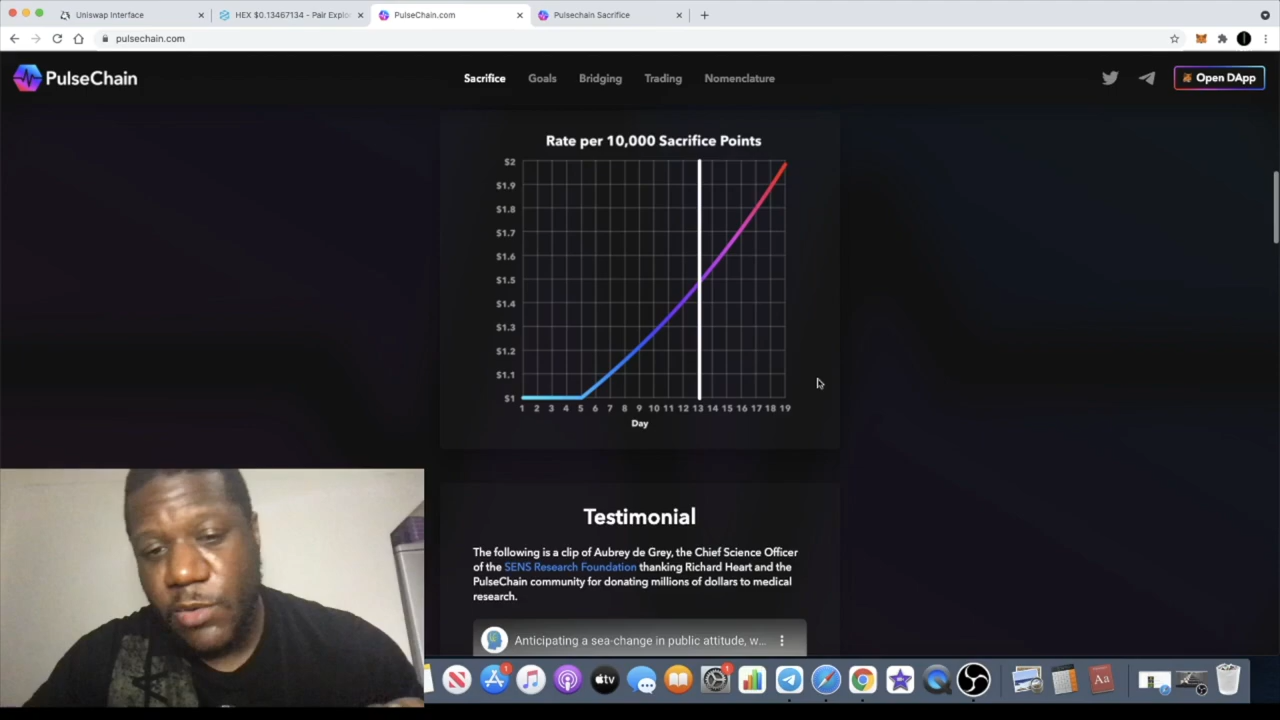 Uniswap Interface
HEX $0.13467134 - Pair Explo
PulseChain.com
Pulsechain Sacrifice
pulsechain.com
PulseChain
Sacrifice Goals Bridging Trading Nomenclature
Open DApp
Rate per 10,000 Sacrifice Points
$2
$1.9
$1.8
$1.7
$1.6
$1.5
$1.4
$1.3
$1.2
$1.1
$1
1 2 3 4 5 6 7 8 9 10 11 12 13 14 15 16 17 18 19
Day
Testimonial
The following is a clip of Aubrey de Grey, the Chief Science Officer
of the SENS Research Foundation thanking Richard Heart and the
PulseChain community for donating millions of dollars to medical
research.
Anticipating a sea-change in public attitude, w...
1
tv
1
Aa